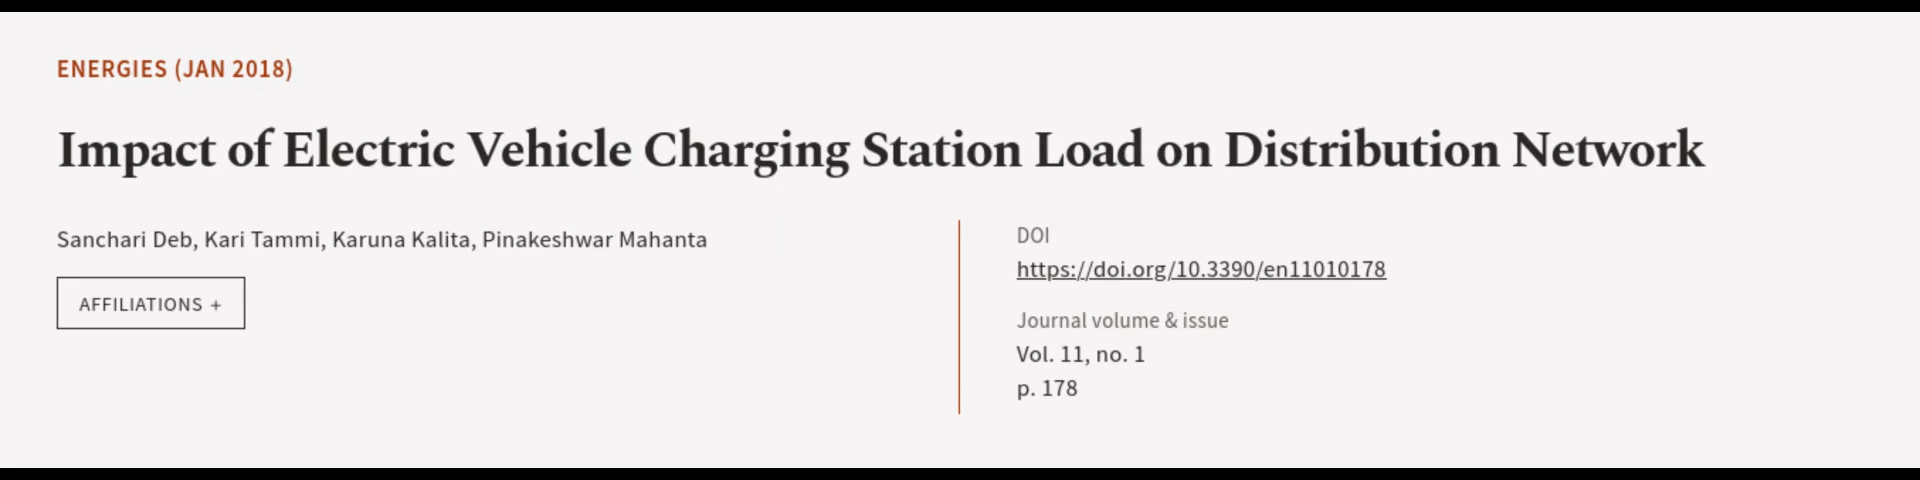 ENERGIES (JAN 2018)
Impact of Electric Vehicle Charging Station Load on Distribution Network
Sanchari Deb, Kari Tammi, Karuna Kalita, Pinakeshwar Mahanta
AFFILIATIONS +
DOI
https://doi.org/10.3390/en11010178
Journal volume & issue
Vol. 11, no. 1
p. 178